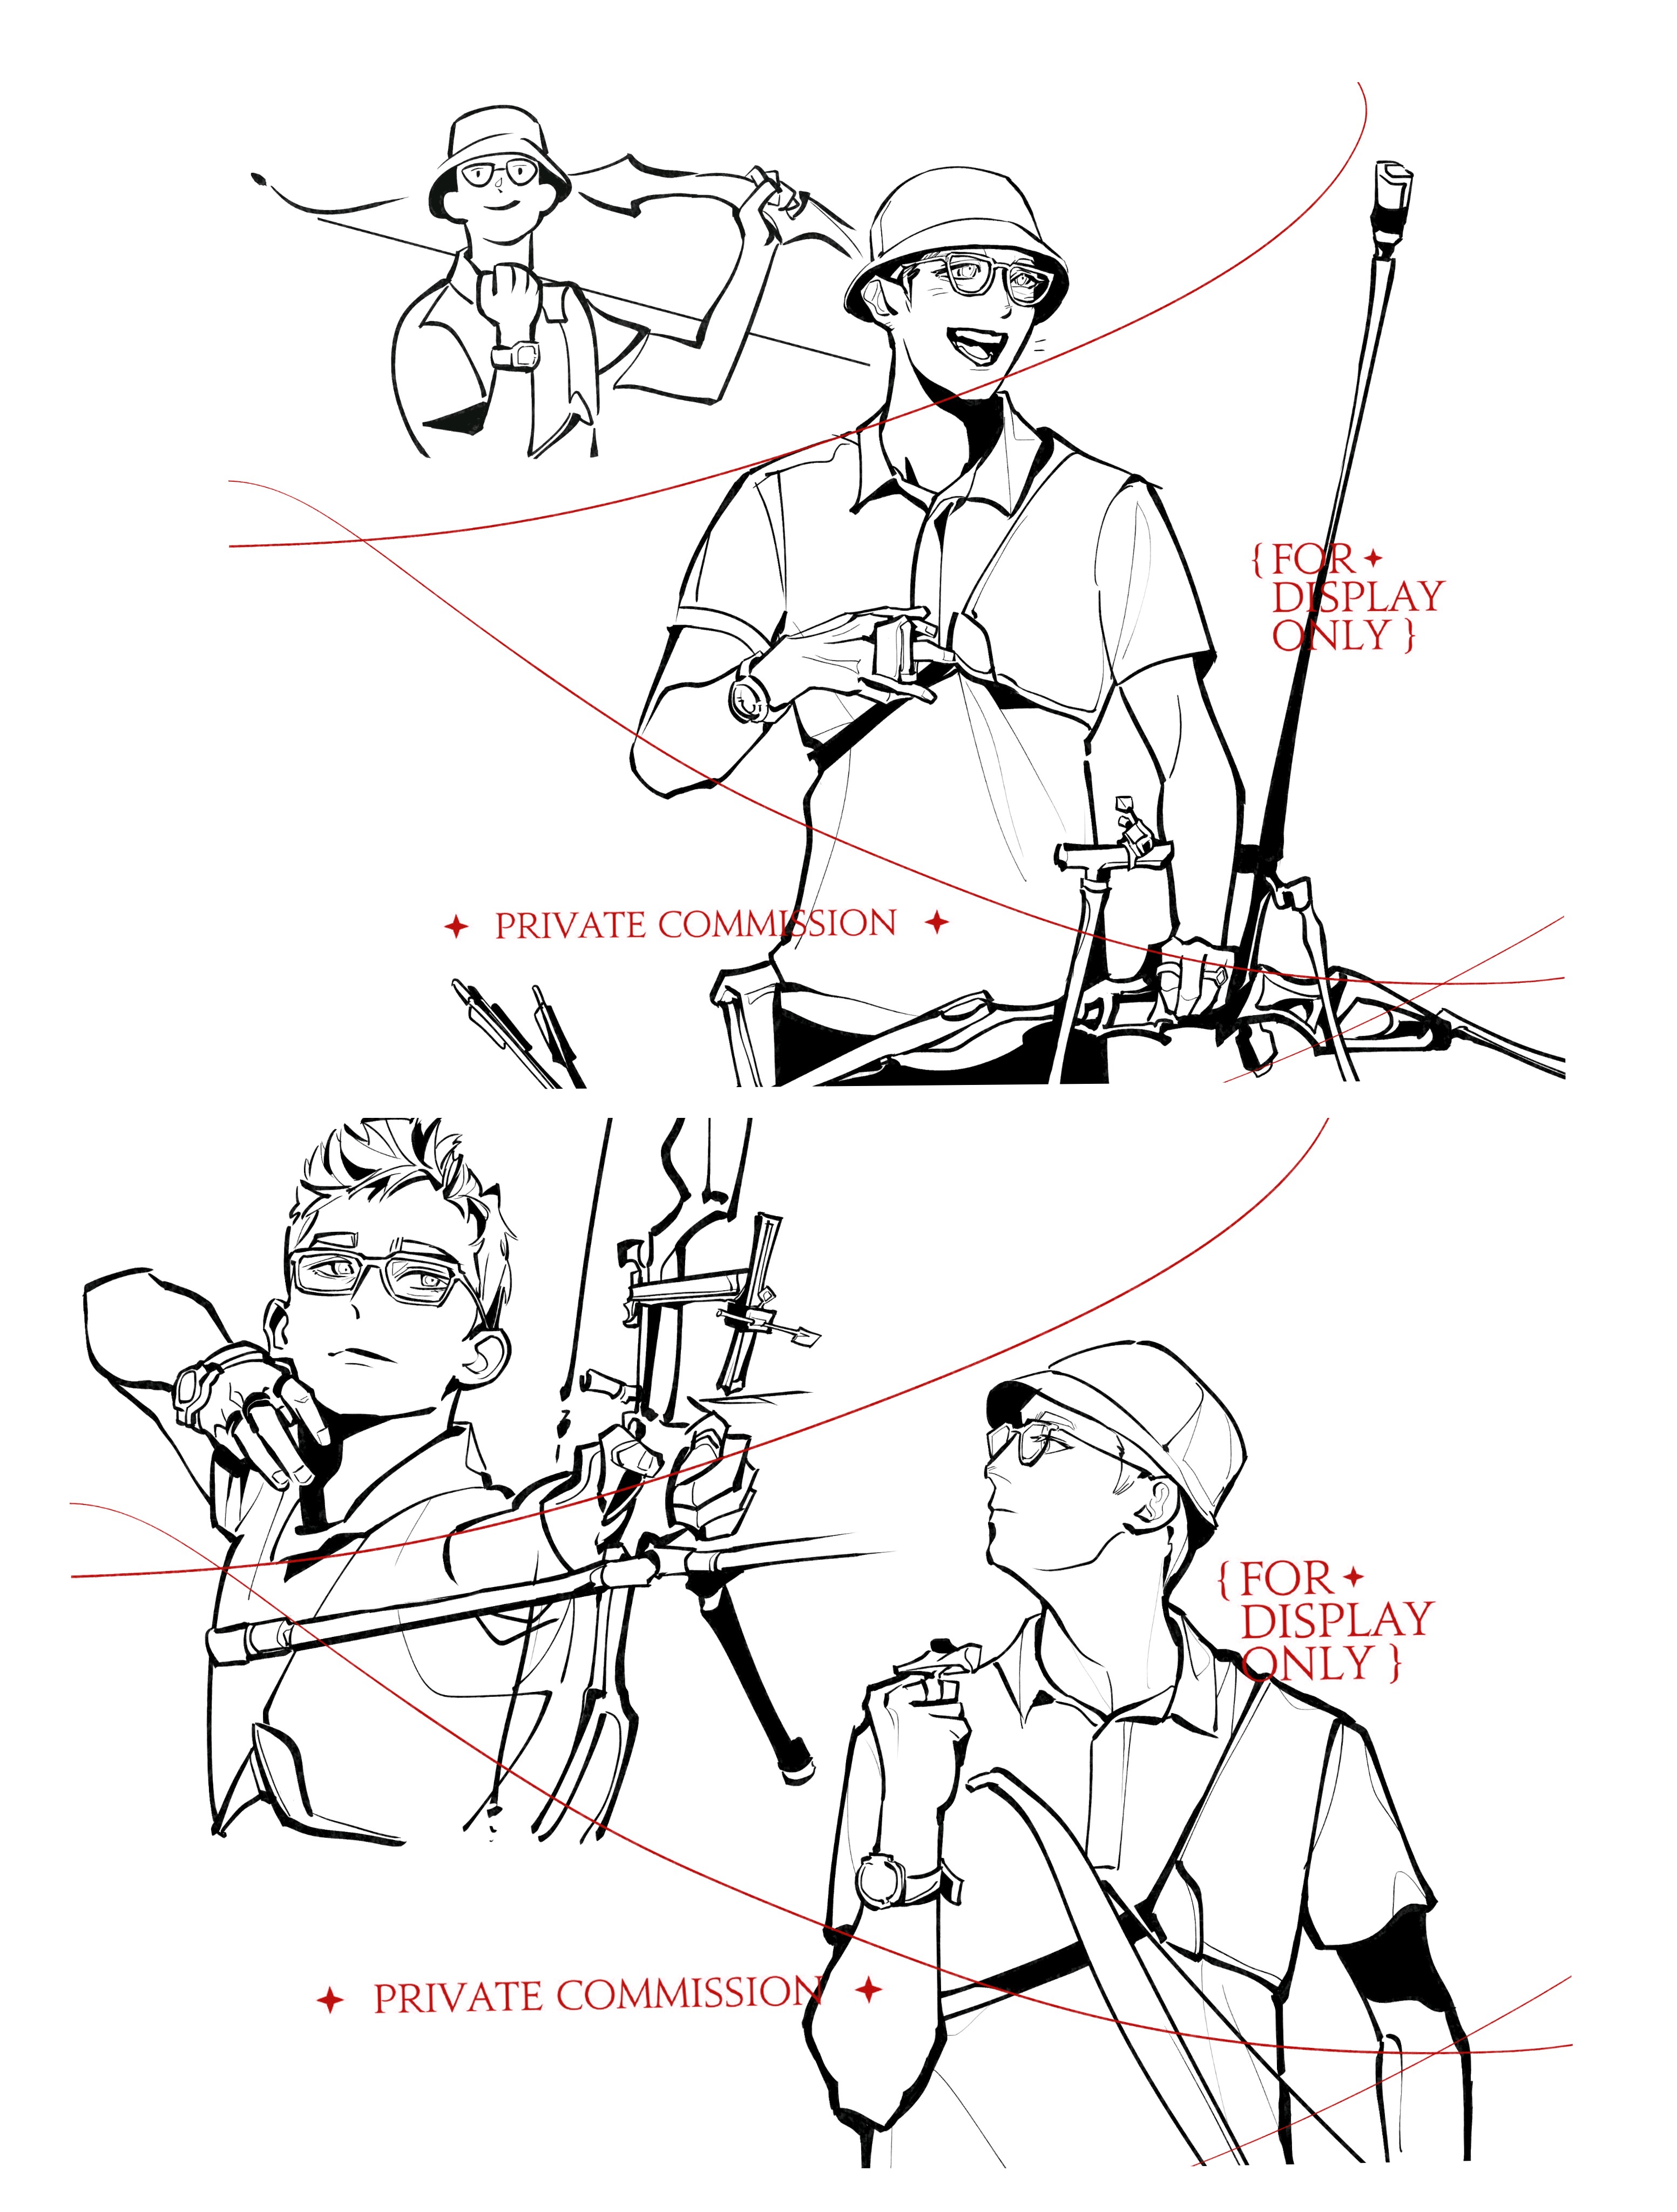 { FOR
DISPLAY
ONLY }
PRIVATE COMMISSION
{ FOR
DISPLAY
ONLY }
PRIVATE COMMISSION